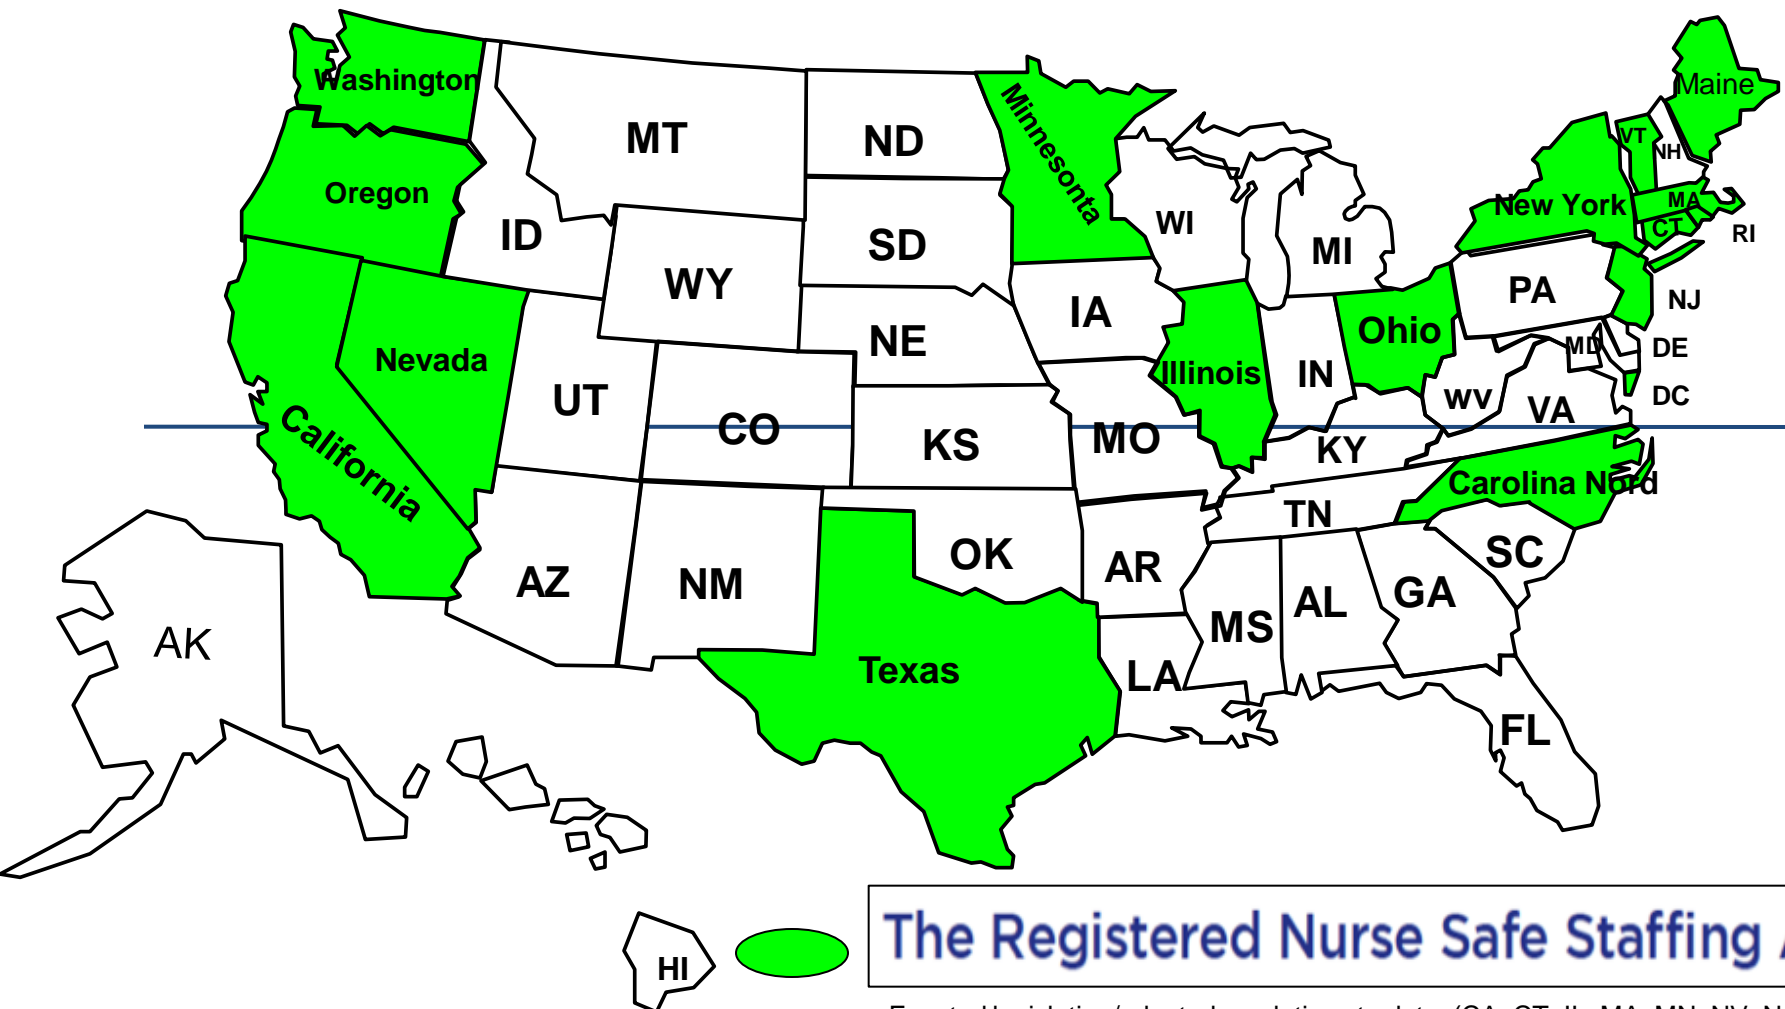 Washington
Oregon
California
Nevada
ID
MT
WY
UT
CO
AZ
NM
ND
SD
NE
KS
OK
Texas
Minnesonta
IA
MO
AR
LA
WI
Illinois
MI
IN
Ohio
KY
TN
MS
AL
GA
FL
SC
Carolina Nord
VA
wv
PA
New York
VT
NH
Maine
MA
CT
RI
NJ
DE
MD
DC
AK
HI
The Registered Nurse Safe Staffing